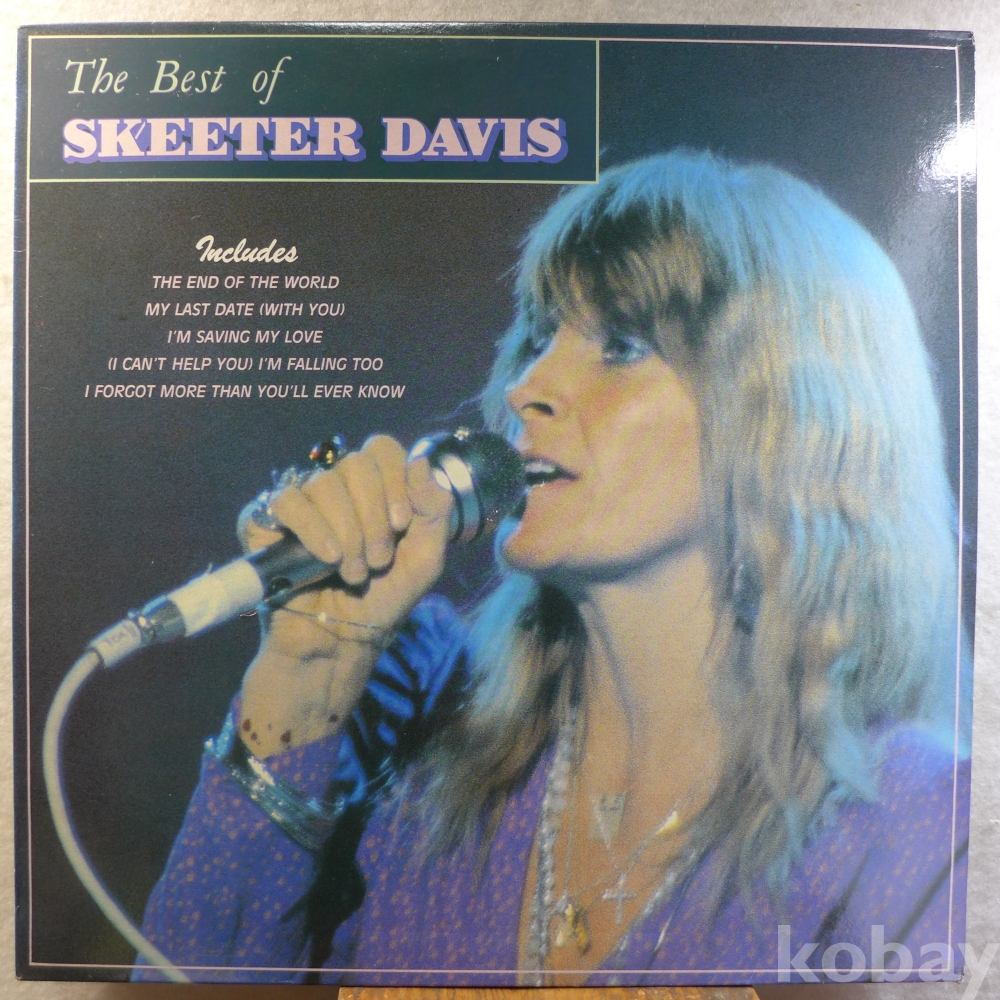 The Best of
SKEETER DAVIS
Includes
THE END OF THE WORLD
MY LAST DATE (WITH YOU)
I'M SAVING MY LOVE
(I CAN'T HELP YOU) I'M FALLING TOO
I FORGOT MORE THAN YOU'LL EVER KNOW
kobay